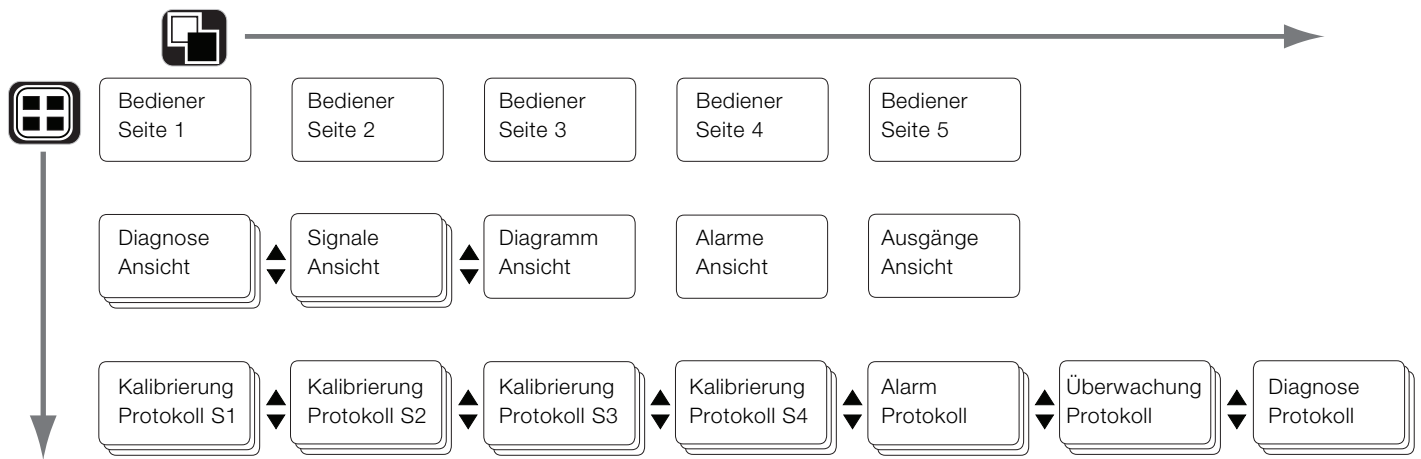 Bediener
Seite 1
Bediener
Seite 2
Bediener
Seite 3
Bediener
Seite 4
Bediener
Seite 5
Diagnose
Ansicht
Signale
Ansicht
Diagramm
Ansicht
Alarme
Ansicht
Ausgänge
Ansicht
Kalibrierung
Protokoll S1
Kalibrierung
Protokoll S2
Kalibrierung
Protokoll S3
Kalibrierung
Protokoll S4
Alarm
Protokoll
Überwachung
Protokoll
Diagnose
Protokoll